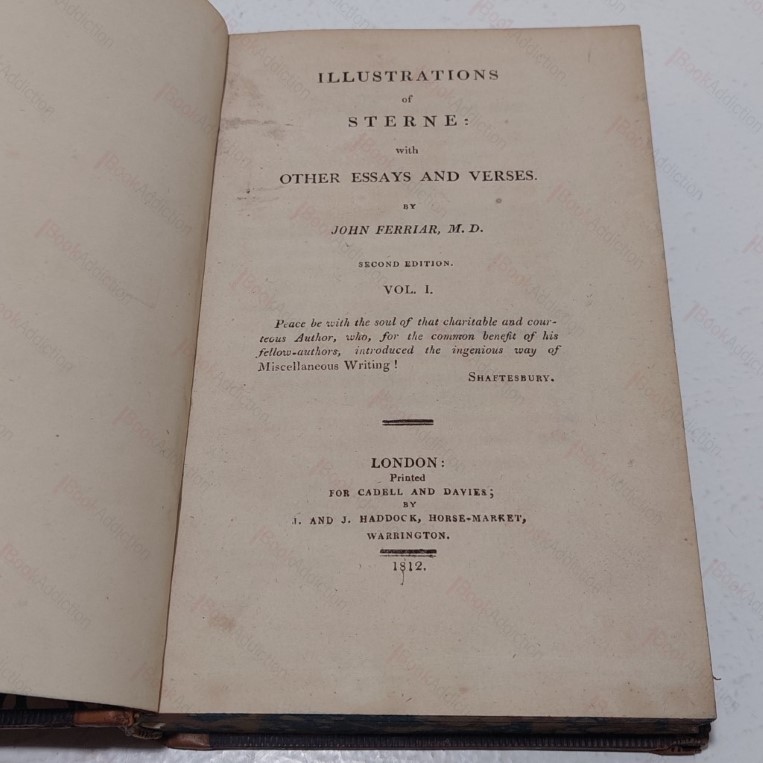 ILLUSTRATIONS
of
STERNE:
with
OTHER ESSAYS AND VERSES.
BY
JOHN FERRIAR, M. D.
SECOND EDITION.
VOL. I.
Peace be with the soul of that charitable and cour-
teous Author, who, for the common benefit of his
fellow-authors, introduced the ingenious way of
Miscellaneous Writing!
SHAFTESBURY.
LONDON:
Printed
FOR CADELL AND DAVIES;
BY
J. AND J. HADDOCK, HORSE-MARKET,
WARRINGTON.
1812.
BookAddiction